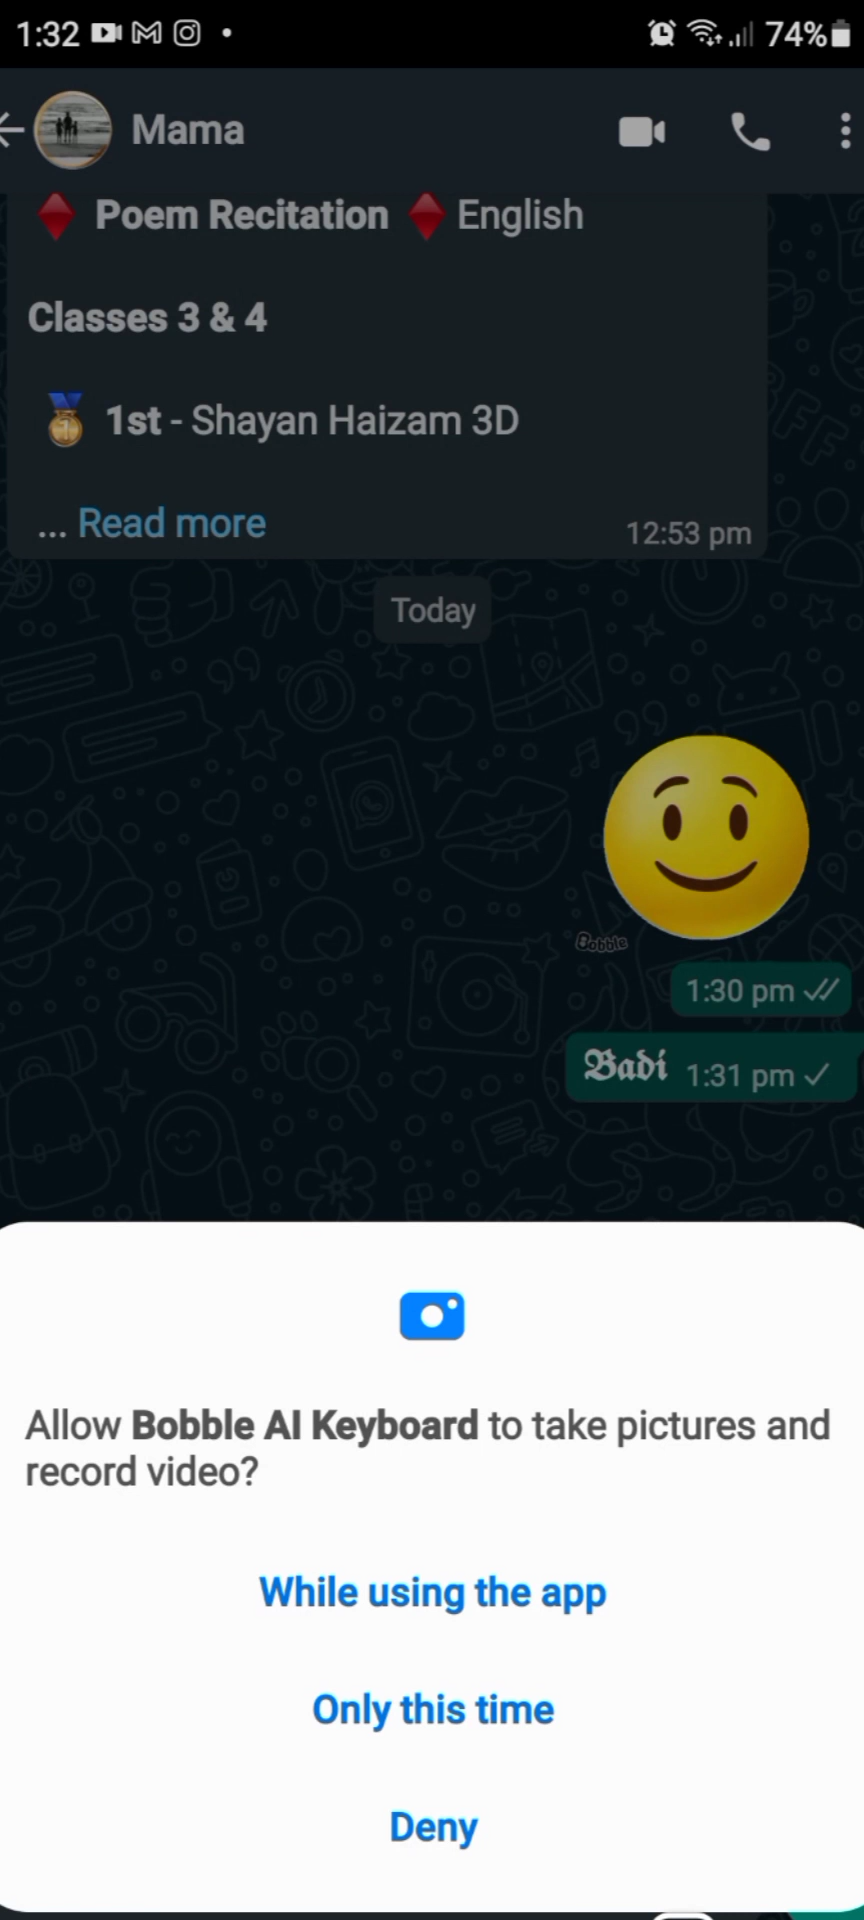 1:32
74%
Mama
Poem Recitation English
Classes 3 & 4
1st - Shayan Haizam 3D
... Read more
12:53 pm
Today
Bobble
1:30 pm
𝕭𝖆𝖉𝖎 1:31 pm
Allow Bobble AI Keyboard to take pictures and
record video?
While using the app
Only this time
Deny